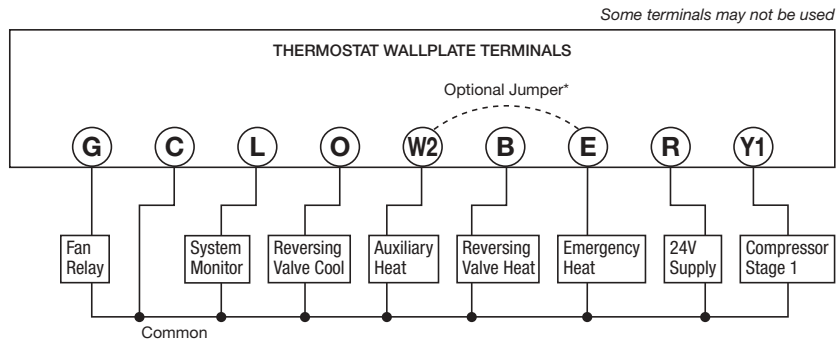 Some terminals may not be used
THERMOSTAT WALLPLATE TERMINALS
Optional Jumper*
G C L O W2 B E R Y1
Fan Relay
System Monitor
Reversing Valve Cool
Auxiliary Heat
Reversing Valve Heat
Emergency Heat
24V Supply
Compressor Stage 1
Common